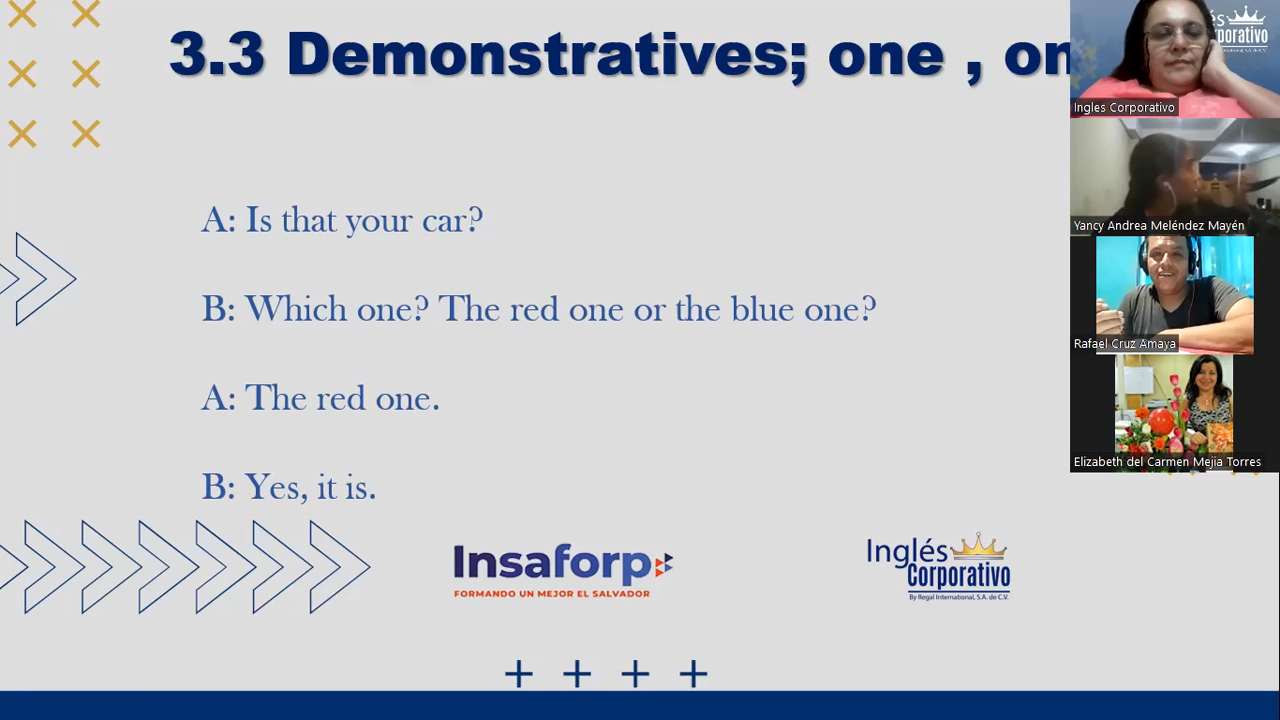 3.3 Demonstratives; one , on
A: Is that your car?
B: Which one? The red one or the blue one?
A: The red one.
B: Yes, it is.
Insaforp
FORMANDO UN MEJOR EL SALVADOR
Inglés
Corporativo
By Regal International, S.A. de C.V.
Ingles Corporativo
Yancy Andrea Meléndez Mayén
Rafael Cruz Amaya
Elizabeth del Carmen Mejia Torres